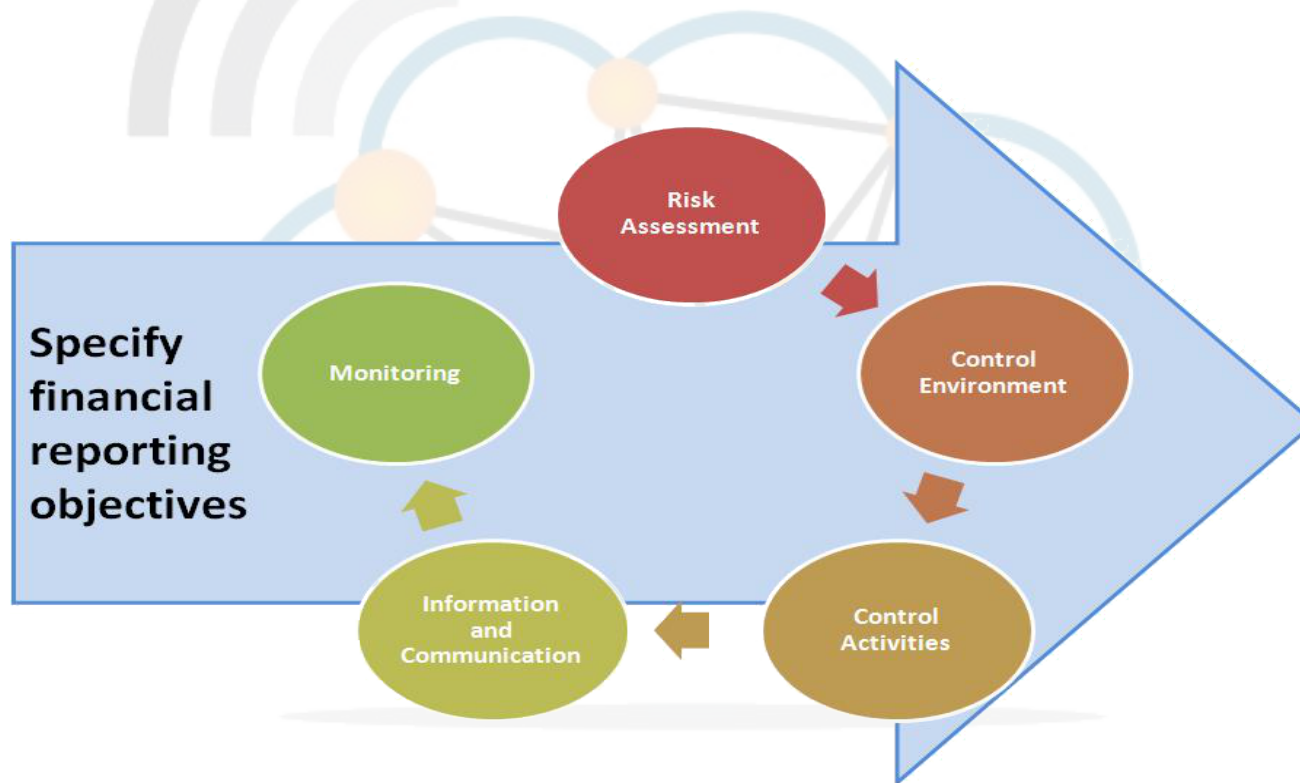 Specify
financial
reporting
objectives
Risk
Assessment
Control
Environment
Control
Activities
Information
and
Communication
Monitoring